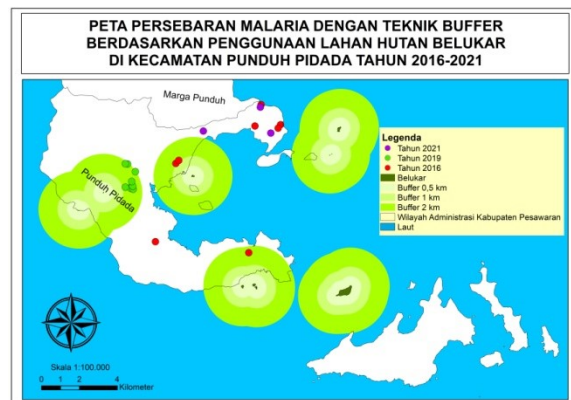 PETA PERSEBARAN MALARIA DENGAN TEKNIK BUFFER
BERDASARKAN PENGGUNAAN LAHAN HUTAN BELUKAR
DI KECAMATAN PUNDUH PIDADA TAHUN 2016-2021
Marga Punduh
Punduh Pidada
Legenda
Tahun 2021
Tahun 2019
Tahun 2016
Belukar
Buffer 0,5 km
Buffer 1 km
Buffer 2 km
Wilayah Administrasi Kabupaten Pesawaran
Laut
Skala 1:100.000
0 1 2 4
Kilometer